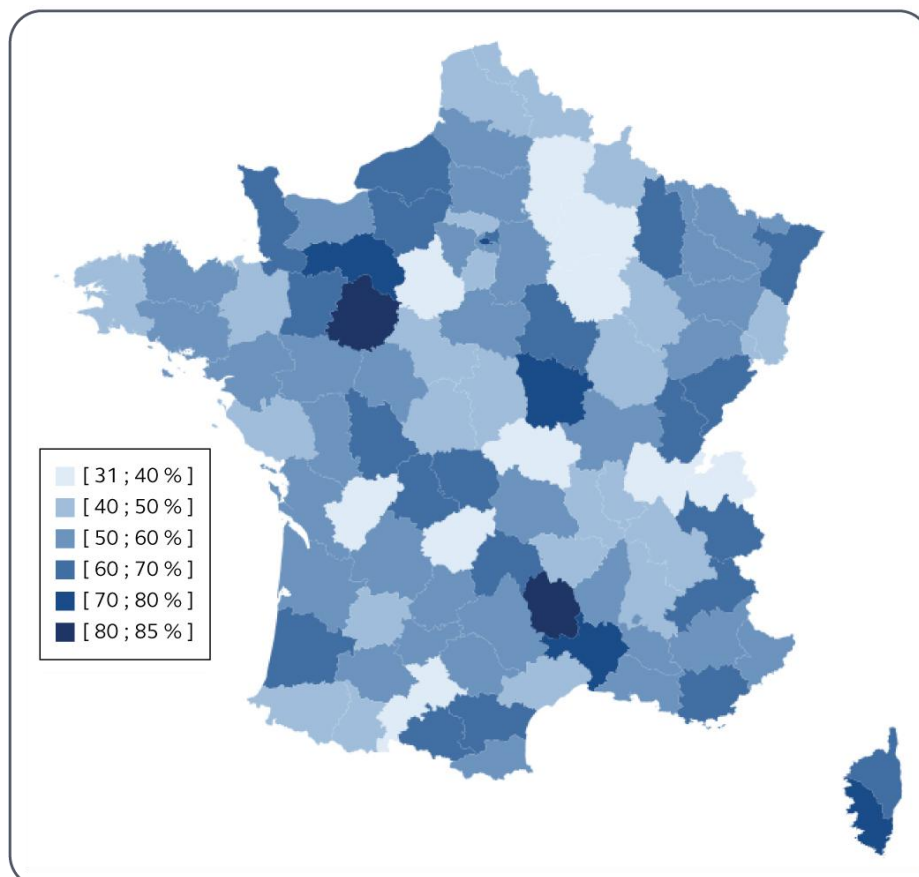 [ 31 ; 40 % ]
[ 40 ; 50 % ]
[ 50 ; 60 % ]
[ 60 ; 70 % ]
[ 70 ; 80 % ]
[ 80 ; 85 % ]